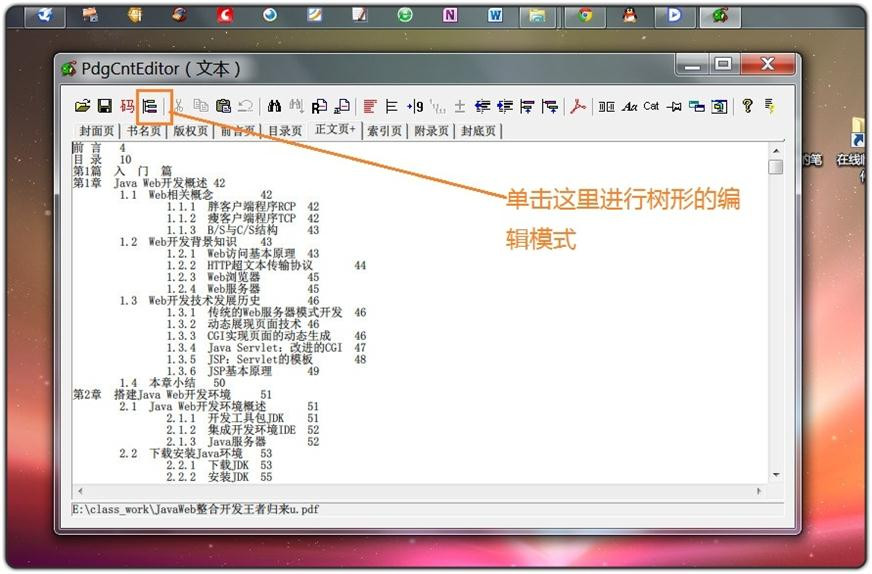 PdgCntEditor（文本）
码
Aa Cat
封面页 书名页 版权页 前言页 目录页 正文页+ 索引页 附录页 封底页
前 言 4
目 录 10
第1篇 入 门 篇
第1章 Java Web开发概述 42
1.1 Web相关概念 42
1.1.1 胖客户端程序RCP 42
1.1.2 瘦客户端程序TCP 42
1.1.3 B/S与C/S结构 43
1.2 Web开发背景知识 43
1.2.1 Web访问基本原理 43
1.2.2 HTTP超文本传输协议 44
1.2.3 Web浏览器 45
1.2.4 Web服务器 45
1.3 Web开发技术发展历史 46
1.3.1 传统的Web服务器模式开发 46
1.3.2 动态展现页面技术 46
1.3.3 CGI实现页面的动态生成 46
1.3.4 Java Servlet：改进的CGI 47
1.3.5 JSP：Servlet的模板 48
1.3.6 JSP基本原理 49
1.4 本章小结 50
第2章 搭建Java Web开发环境 51
2.1 Java Web开发环境概述 51
2.1.1 开发工具包JDK 51
2.1.2 集成开发环境IDE 52
2.1.3 Java服务器 52
2.2 下载安装Java环境 53
2.2.1 下载JDK 53
2.2.2 安装JDK 55
E:\class_work\JavaWeb整合开发王者归来u.pdf
单击这里进行树形的编
辑模式
的笔
在线